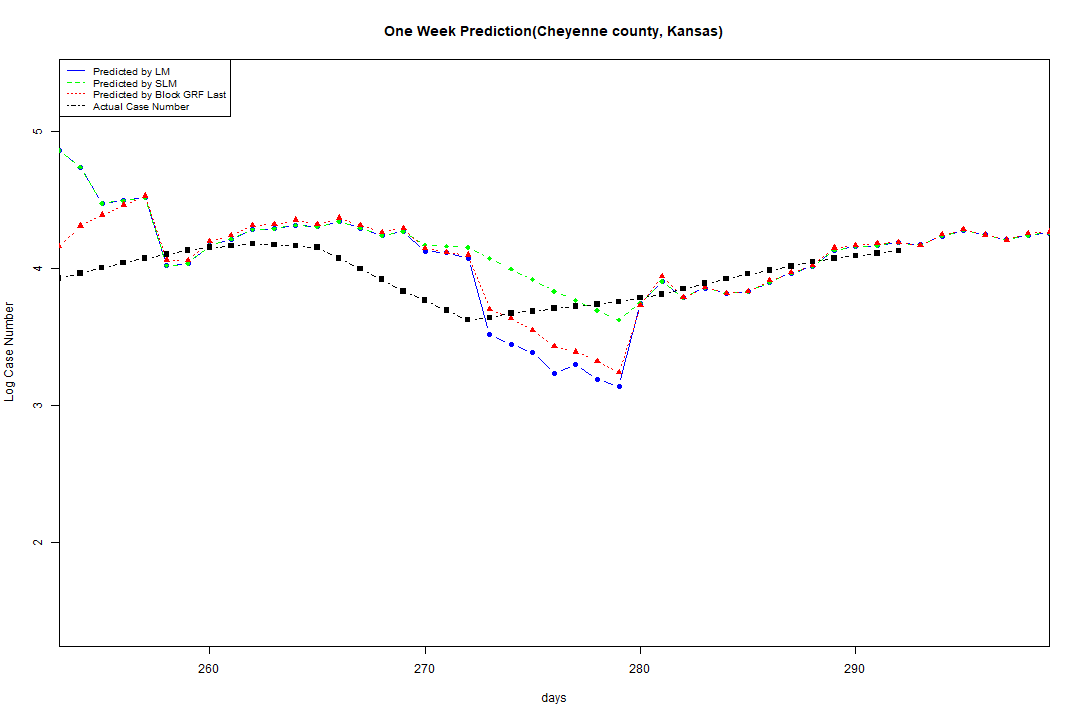 One Week Prediction(Cheyenne county, Kansas)
Predicted by LM
Predicted by SLM
Predicted by Block GRF Last
Actual Case Number
5
4
3
2
Log Case Number
260 270 280 290
days